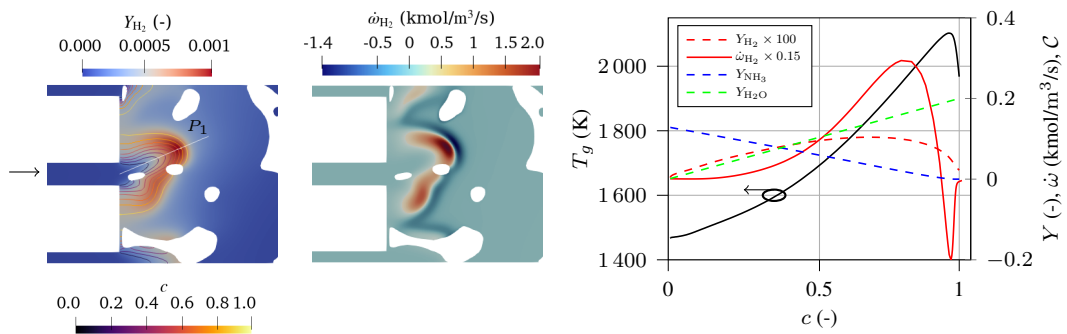 Y_H₂ (-)
0.000 0.0005 0.001
P₁
c
0.0 0.2 0.4 0.6 0.8 1.0
ω̇_H₂ (kmol/m³/s)
-1.4 -0.5 0.5 1.5 2.0
Y_H₂ × 100
ω̇_H₂ × 0.15
Y_NH₃
Y_H₂O
T_g (K)
2 000
1 800
1 600
1 400
0 0.5 1
c (-)
0.4
0.2
0
−0.2
Y (-), ω̇ (kmol/m³/s), 𝒞